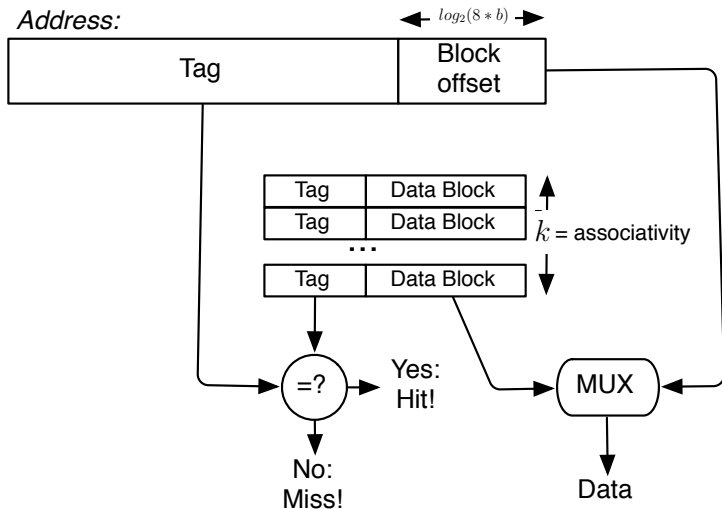 Address:
log₂(8 * b)
Tag
Block
offset
Tag
Data Block
Tag
Data Block
...
k̄ = associativity
Tag
Data Block
=?
Yes:
Hit!
MUX
No:
Miss!
Data